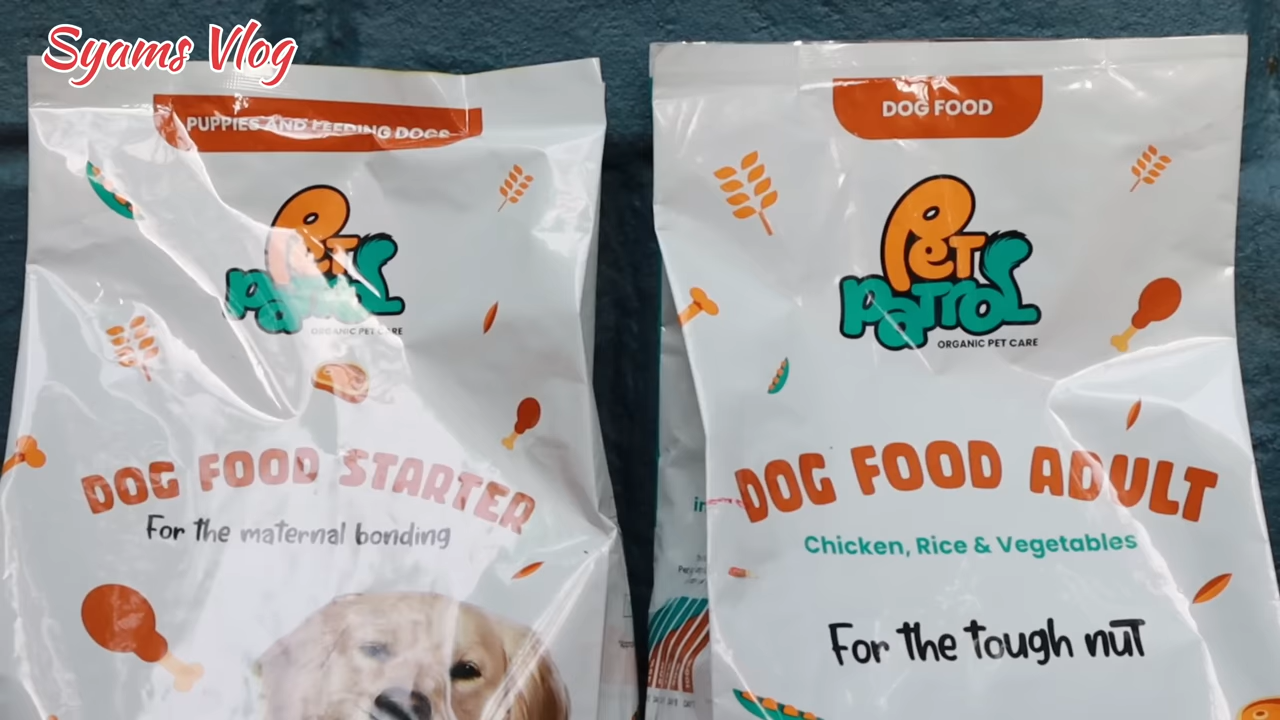 Syams Vlog
PUPPIES AND FEEDING DOGS
PET
PATROL
ORGANIC PET CARE
DOG FOOD STARTER
For the maternal bonding
DOG FOOD
PET
PATROL
ORGANIC PET CARE
DOG FOOD ADULT
Chicken, Rice & Vegetables
For the tough nut